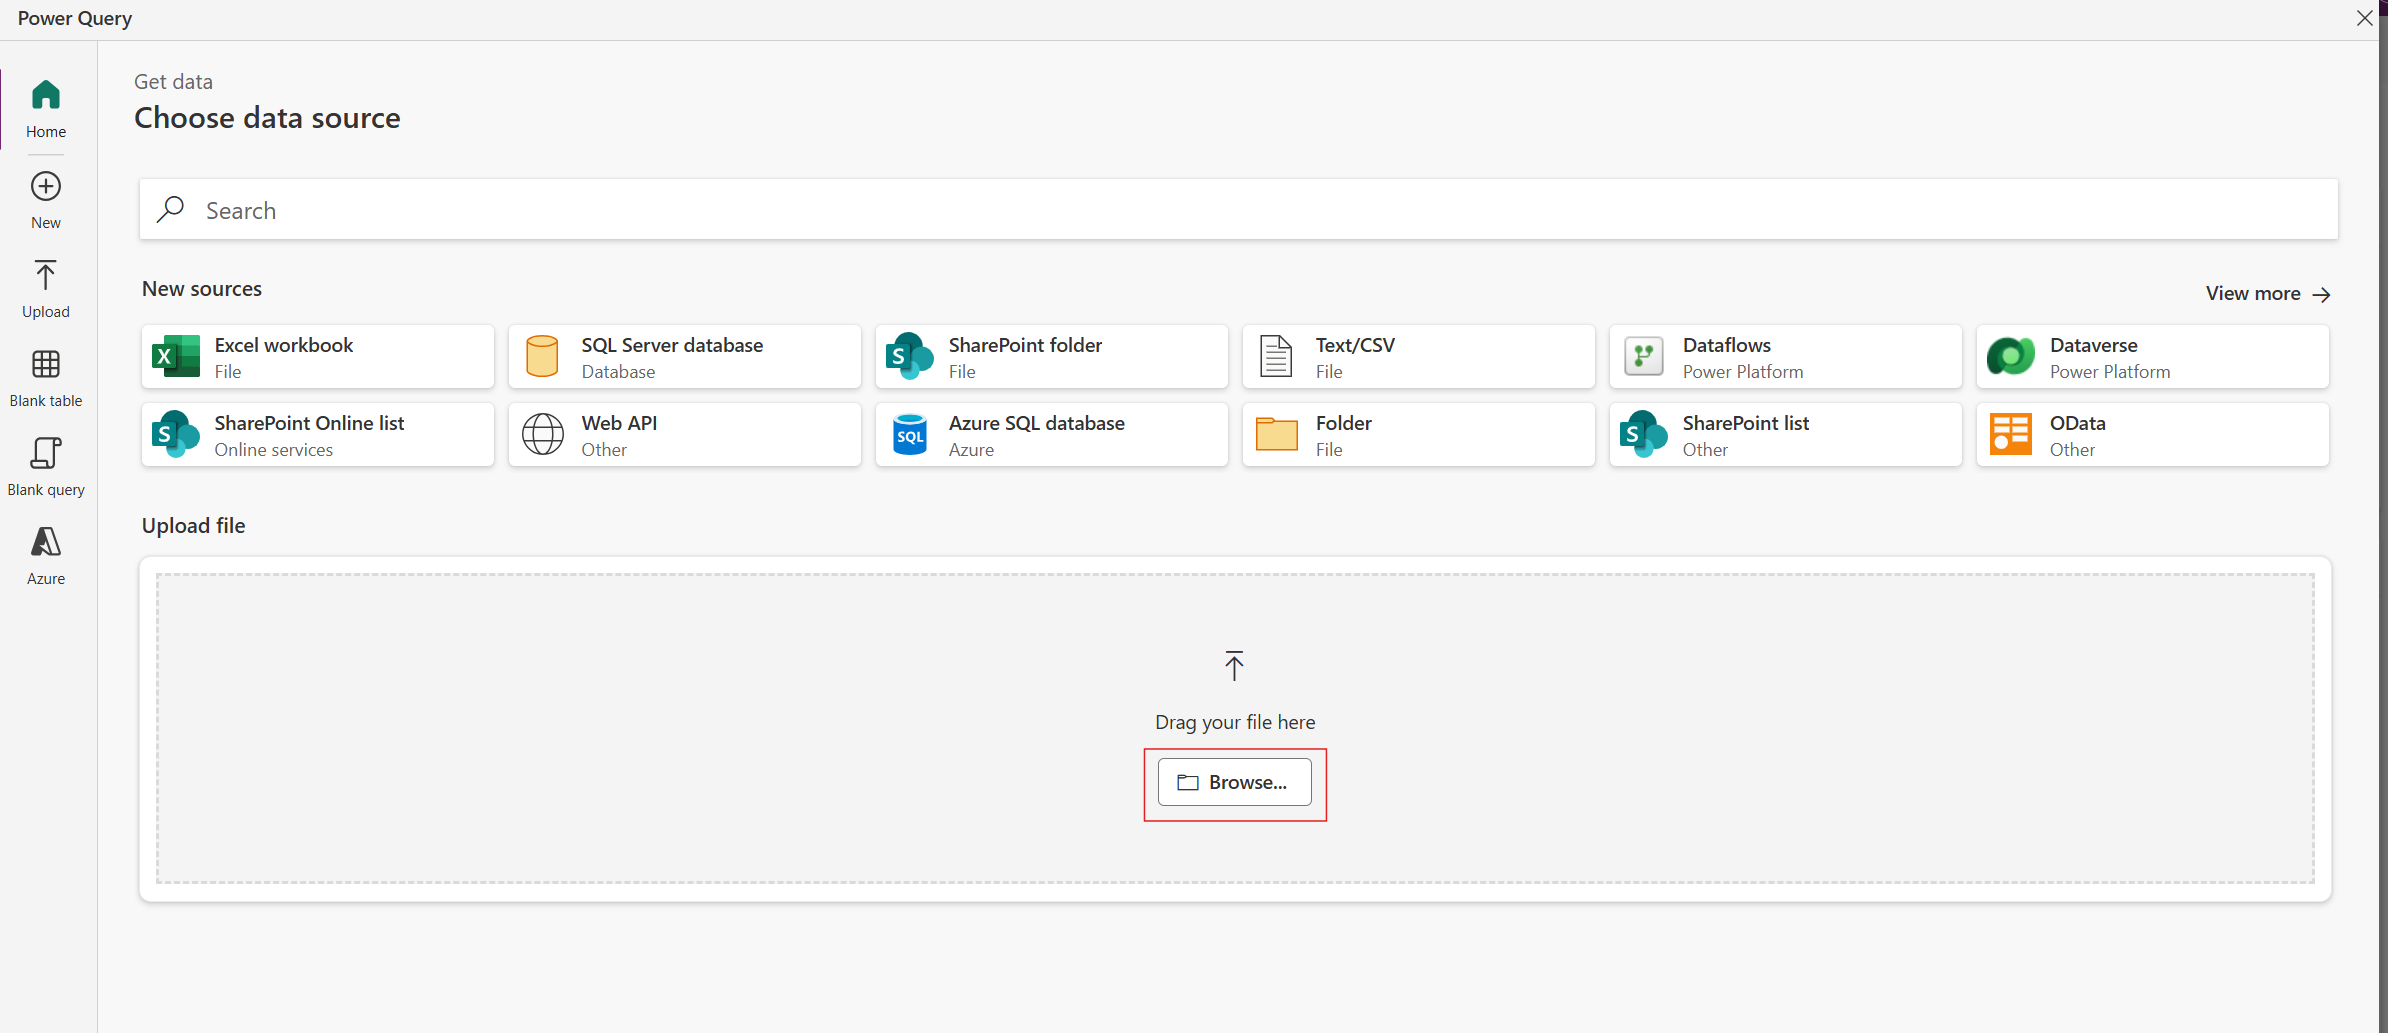 Power Query
Home
New
Upload
Blank table
Blank query
Azure
Get data
Choose data source
Search
New sources
View more
Excel workbook
File
SQL Server database
Database
SharePoint folder
File
Text/CSV
File
Dataflows
Power Platform
Dataverse
Power Platform
SharePoint Online list
Online services
Web API
Other
Azure SQL database
Azure
Folder
File
SharePoint list
Other
OData
Other
Upload file
Drag your file here
Browse...